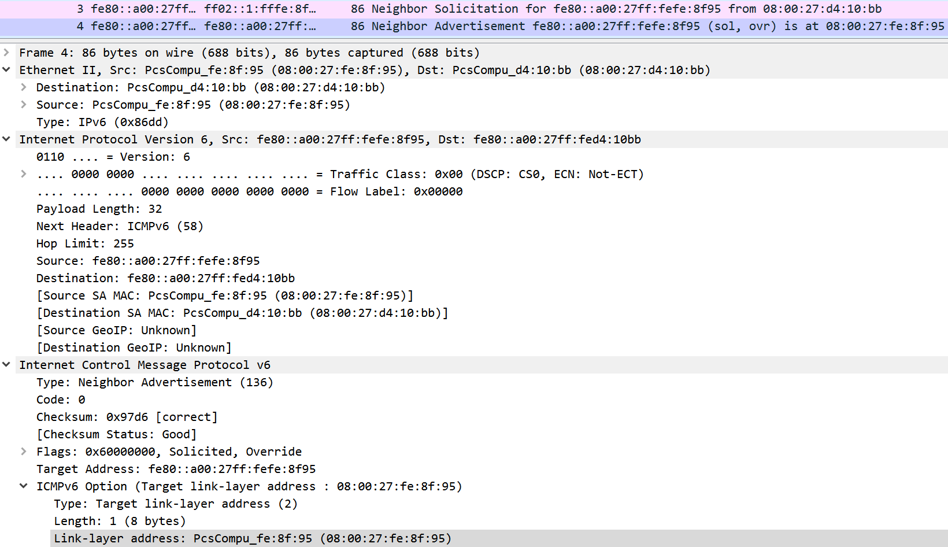 3 fe80::a00:27ff… ff02::1:fffe:8f… 86 Neighbor Solicitation for fe80::a00:27ff:fefe:8f95 from 08:00:27:d4:10:bb
4 fe80::a00:27ff… fe80::a00:27ff:… 86 Neighbor Advertisement fe80::a00:27ff:fefe:8f95 (sol, ovr) is at 08:00:27:fe:8f:95
Frame 4: 86 bytes on wire (688 bits), 86 bytes captured (688 bits)
Ethernet II, Src: PcsCompu_fe:8f:95 (08:00:27:fe:8f:95), Dst: PcsCompu_d4:10:bb (08:00:27:d4:10:bb)
Destination: PcsCompu_d4:10:bb (08:00:27:d4:10:bb)
Source: PcsCompu_fe:8f:95 (08:00:27:fe:8f:95)
Type: IPv6 (0x86dd)
Internet Protocol Version 6, Src: fe80::a00:27ff:fefe:8f95, Dst: fe80::a00:27ff:fed4:10bb
0110 .... = Version: 6
.... 0000 0000 .... .... .... .... .... = Traffic Class: 0x00 (DSCP: CS0, ECN: Not-ECT)
.... .... .... 0000 0000 0000 0000 0000 = Flow Label: 0x00000
Payload Length: 32
Next Header: ICMPv6 (58)
Hop Limit: 255
Source: fe80::a00:27ff:fefe:8f95
Destination: fe80::a00:27ff:fed4:10bb
[Source SA MAC: PcsCompu_fe:8f:95 (08:00:27:fe:8f:95)]
[Destination SA MAC: PcsCompu_d4:10:bb (08:00:27:d4:10:bb)]
[Source GeoIP: Unknown]
[Destination GeoIP: Unknown]
Internet Control Message Protocol v6
Type: Neighbor Advertisement (136)
Code: 0
Checksum: 0x97d6 [correct]
[Checksum Status: Good]
Flags: 0x60000000, Solicited, Override
Target Address: fe80::a00:27ff:fefe:8f95
ICMPv6 Option (Target link-layer address : 08:00:27:fe:8f:95)
Type: Target link-layer address (2)
Length: 1 (8 bytes)
Link-layer address: PcsCompu_fe:8f:95 (08:00:27:fe:8f:95)